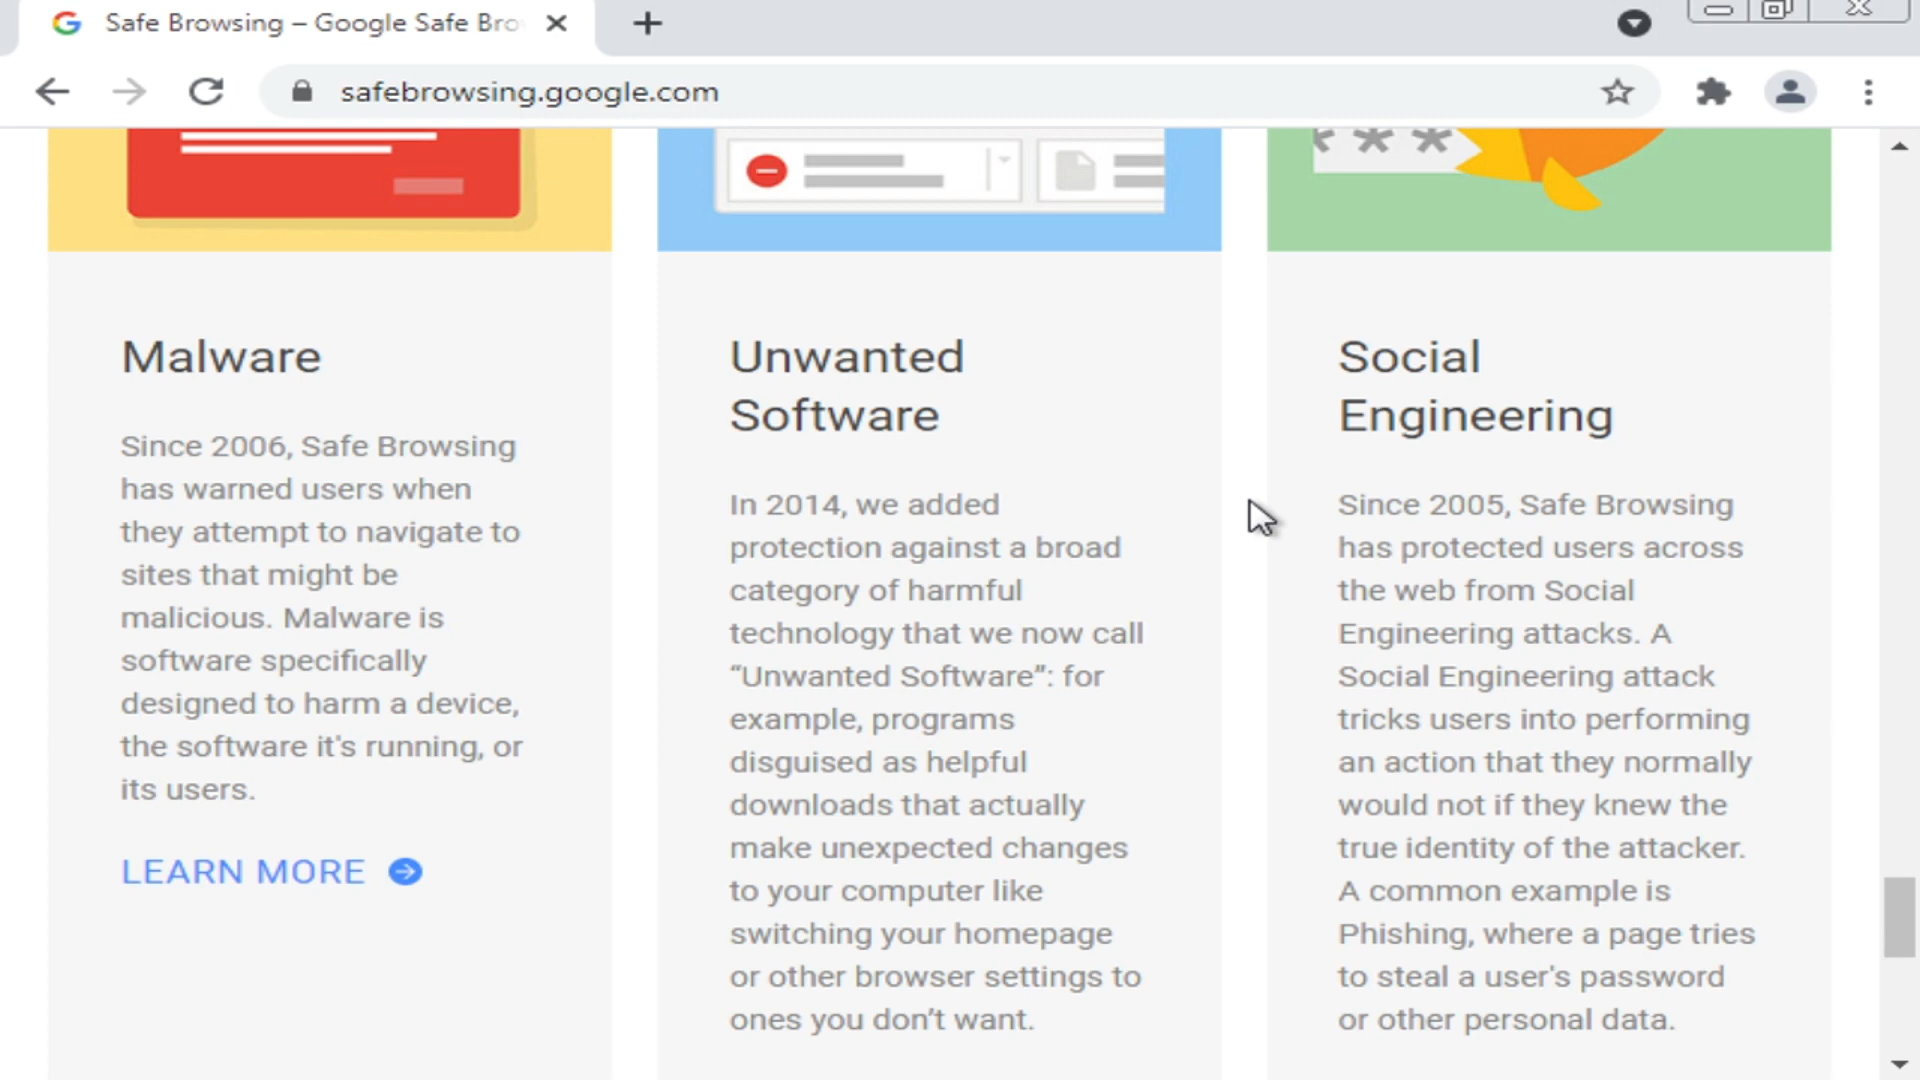 Safe Browsing – Google Safe Bro
safebrowsing.google.com
***
Malware
Since 2006, Safe Browsing
has warned users when
they attempt to navigate to
sites that might be
malicious. Malware is
software specifically
designed to harm a device,
the software it's running, or
its users.
LEARN MORE
Unwanted
Software
In 2014, we added
protection against a broad
category of harmful
technology that we now call
“Unwanted Software”: for
example, programs
disguised as helpful
downloads that actually
make unexpected changes
to your computer like
switching your homepage
or other browser settings to
ones you don’t want.
Social
Engineering
Since 2005, Safe Browsing
has protected users across
the web from Social
Engineering attacks. A
Social Engineering attack
tricks users into performing
an action that they normally
would not if they knew the
true identity of the attacker.
A common example is
Phishing, where a page tries
to steal a user's password
or other personal data.